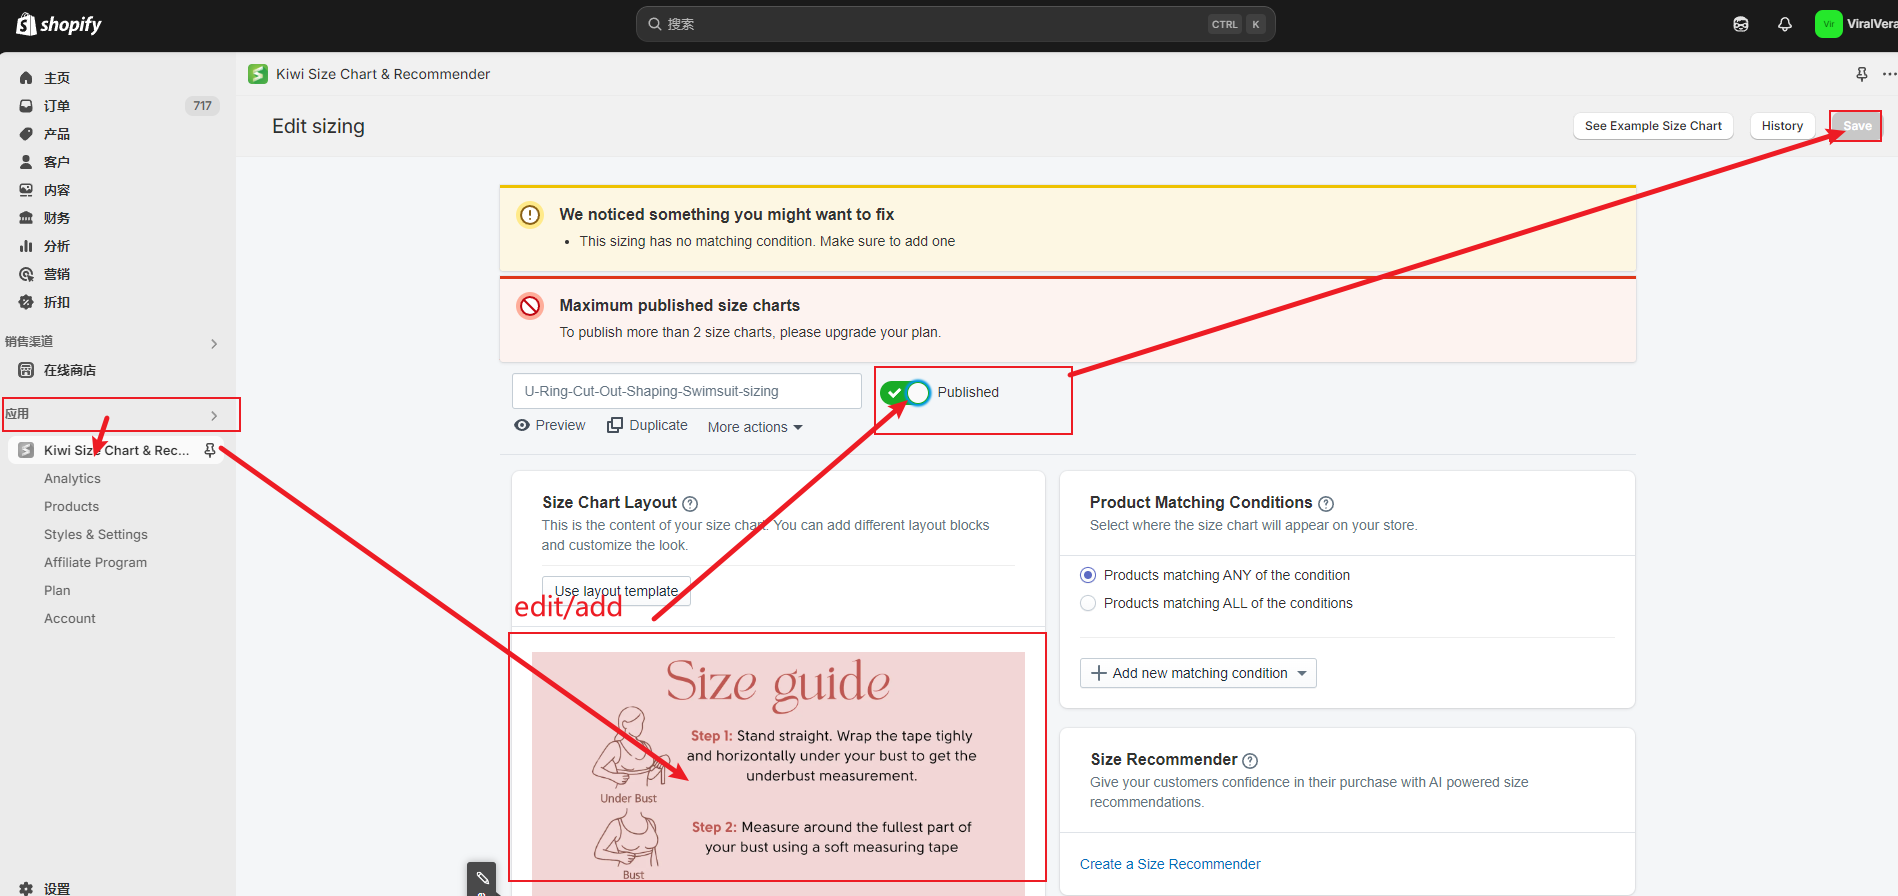 shopify
搜索
CTRL K
Vir
ViralVera
主页
订单
717
产品
客户
内容
财务
分析
营销
折扣
销售渠道
在线商店
应用
Kiwi Size Chart & Rec...
Analytics
Products
Styles & Settings
Affiliate Program
Plan
Account
设置
Kiwi Size Chart & Recommender
Edit sizing
See Example Size Chart
History
Save
We noticed something you might want to fix
• This sizing has no matching condition. Make sure to add one
Maximum published size charts
To publish more than 2 size charts, please upgrade your plan.
U-Ring-Cut-Out-Shaping-Swimsuit-sizing
Published
Preview
Duplicate
More actions
Size Chart Layout
This is the content of your size chart. You can add different layout blocks
and customize the look.
Use layout template
edit/add
Size guide
Step 1: Stand straight. Wrap the tape tighly
and horizontally under your bust to get the
underbust measurement.
Under Bust
Step 2: Measure around the fullest part of
your bust using a soft measuring tape
Bust
Product Matching Conditions
Select where the size chart will appear on your store.
Products matching ANY of the condition
Products matching ALL of the conditions
Add new matching condition
Size Recommender
Give your customers confidence in their purchase with AI powered size
recommendations.
Create a Size Recommender